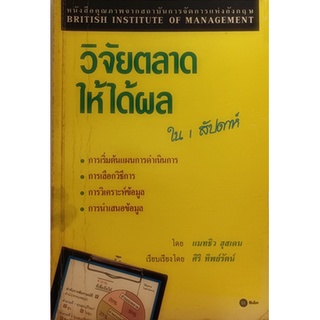 หนังสือคุณภาพจากสถาบันการจัดการแห่งอังกฤษ
BRITISH INSTITUTE OF MANAGEMENT
วิจัยตลาด
ให้ได้ผล
ใน 1 สัปดาห์
• การเริ่มต้นแผนการดำเนินการ
• การเลือกวิธีการ
• การวิเคราะห์ข้อมูล
• การนำเสนอข้อมูล
โดย แมทธิว ฮุสเดน
เรียบเรียงโดย ศิริ ทิพย์รัตน์